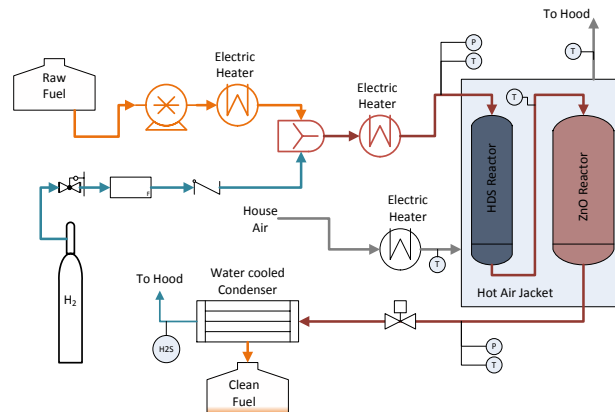 To Hood
Electric
Heater
P
T
T
Raw
Fuel
Electric
Heater
T
HDS Reactor
ZnO Reactor
F
House
Air
Electric
Heater
T
To Hood
Water cooled
Condenser
H2
Hot Air Jacket
H2S
P
T
Clean
Fuel